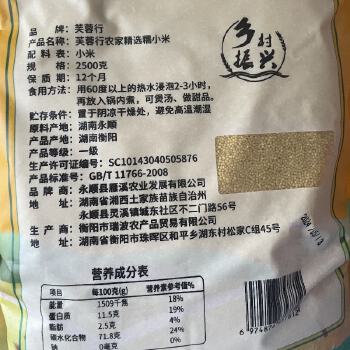 乡村
振兴
品　牌：芙蓉行
产品名称：芙蓉行农家精选糯小米
配 料 表：小米
规　格：2500克
保 质 期：12个月
食用方法：用60度以上的热水浸泡2-3小时，
再放入锅内煮，可煲汤、做甜品。
贮存条件：置于阴凉干燥处，避免高温潮湿
原料产地：湖南永顺
产品产地：湖南衡阳
产品等级：一级
生产许可证编号：SC10143040505876
产品标准号：GB/T 11766-2008
品 牌 商：永顺县雁溪农业发展有限公司
地　址：湖南省湘西土家族苗族自治州
永顺县灵溪镇城东社区不二门路56号
生 产 商：衡阳市瑞波农产品贸易有限公司
地　址：湖南省衡阳市珠晖区和平乡湖东村松家C组45号
营养成分表
项目 每100克(g) 营养素参考值%
能量 1509千焦 18%
蛋白质 11.5克 19%
脂肪 2.5克 4%
碳水化合物 71.8克 24%
钠 0毫克 0%